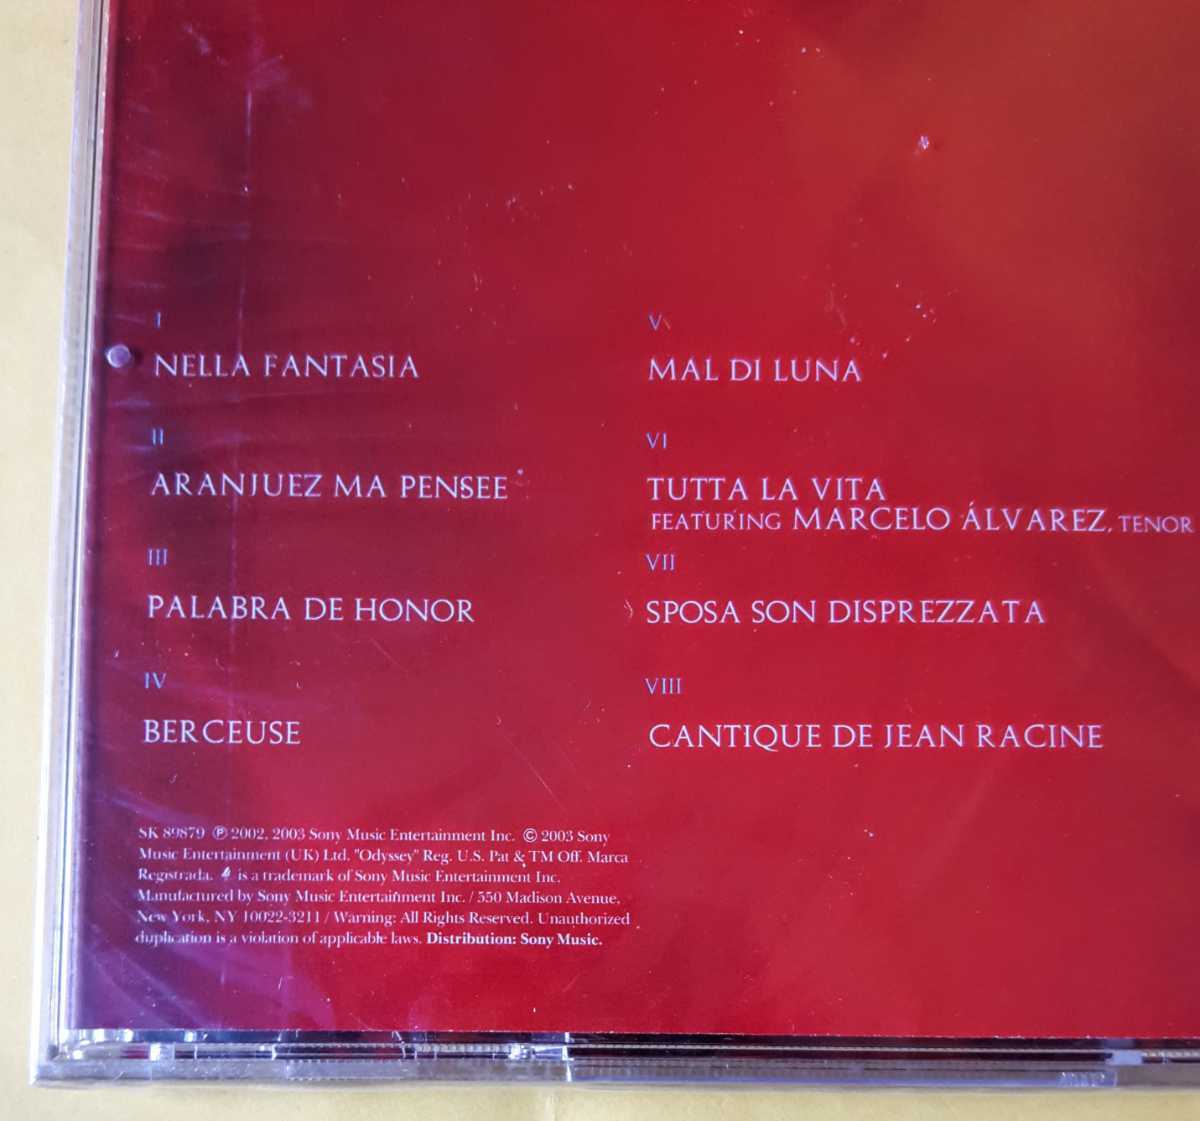 I
NELLA FANTASIA
II
ARANJUEZ MA PENSEE
III
PALABRA DE HONOR
IV
BERCEUSE
V
MAL DI LUNA
VI
TUTTA LA VITA
FEATURING MARCELO ÁLVAREZ, TENOR
VII
SPOSA SON DISPREZZATA
VIII
CANTIQUE DE JEAN RACINE
SK 89879 ℗ 2002, 2003 Sony Music Entertainment Inc. © 2003 Sony
Music Entertainment (UK) Ltd. "Odyssey" Reg. U.S. Pat & TM Off. Marca
Registrada. is a trademark of Sony Music Entertainment Inc.
Manufactured by Sony Music Entertainment Inc. / 550 Madison Avenue,
New York, NY 10022-3211 / Warning: All Rights Reserved. Unauthorized
duplication is a violation of applicable laws. Distribution: Sony Music.